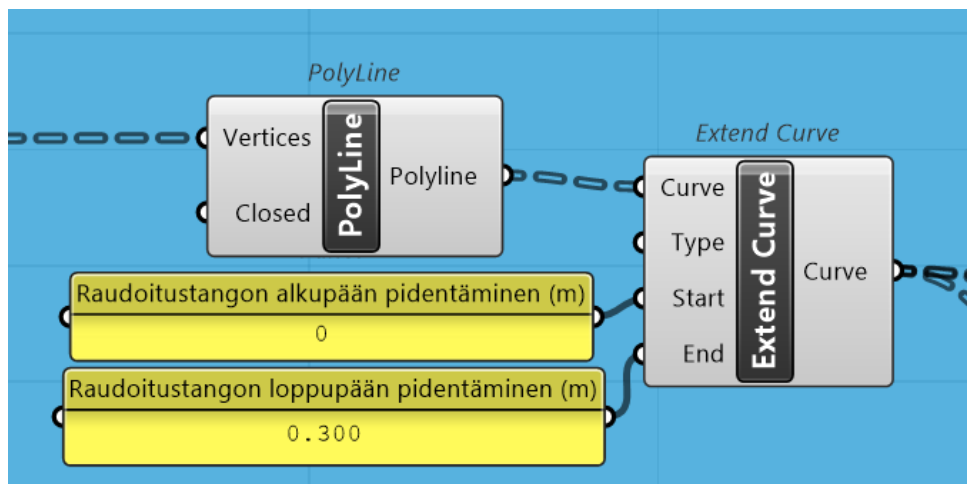 PolyLine
Vertices
Closed
PolyLine
Polyline
Extend Curve
Curve
Type
Start
End
Extend Curve
Curve
Raudoitustangon alkupään pidentäminen (m)
0
Raudoitustangon loppupään pidentäminen (m)
0.300